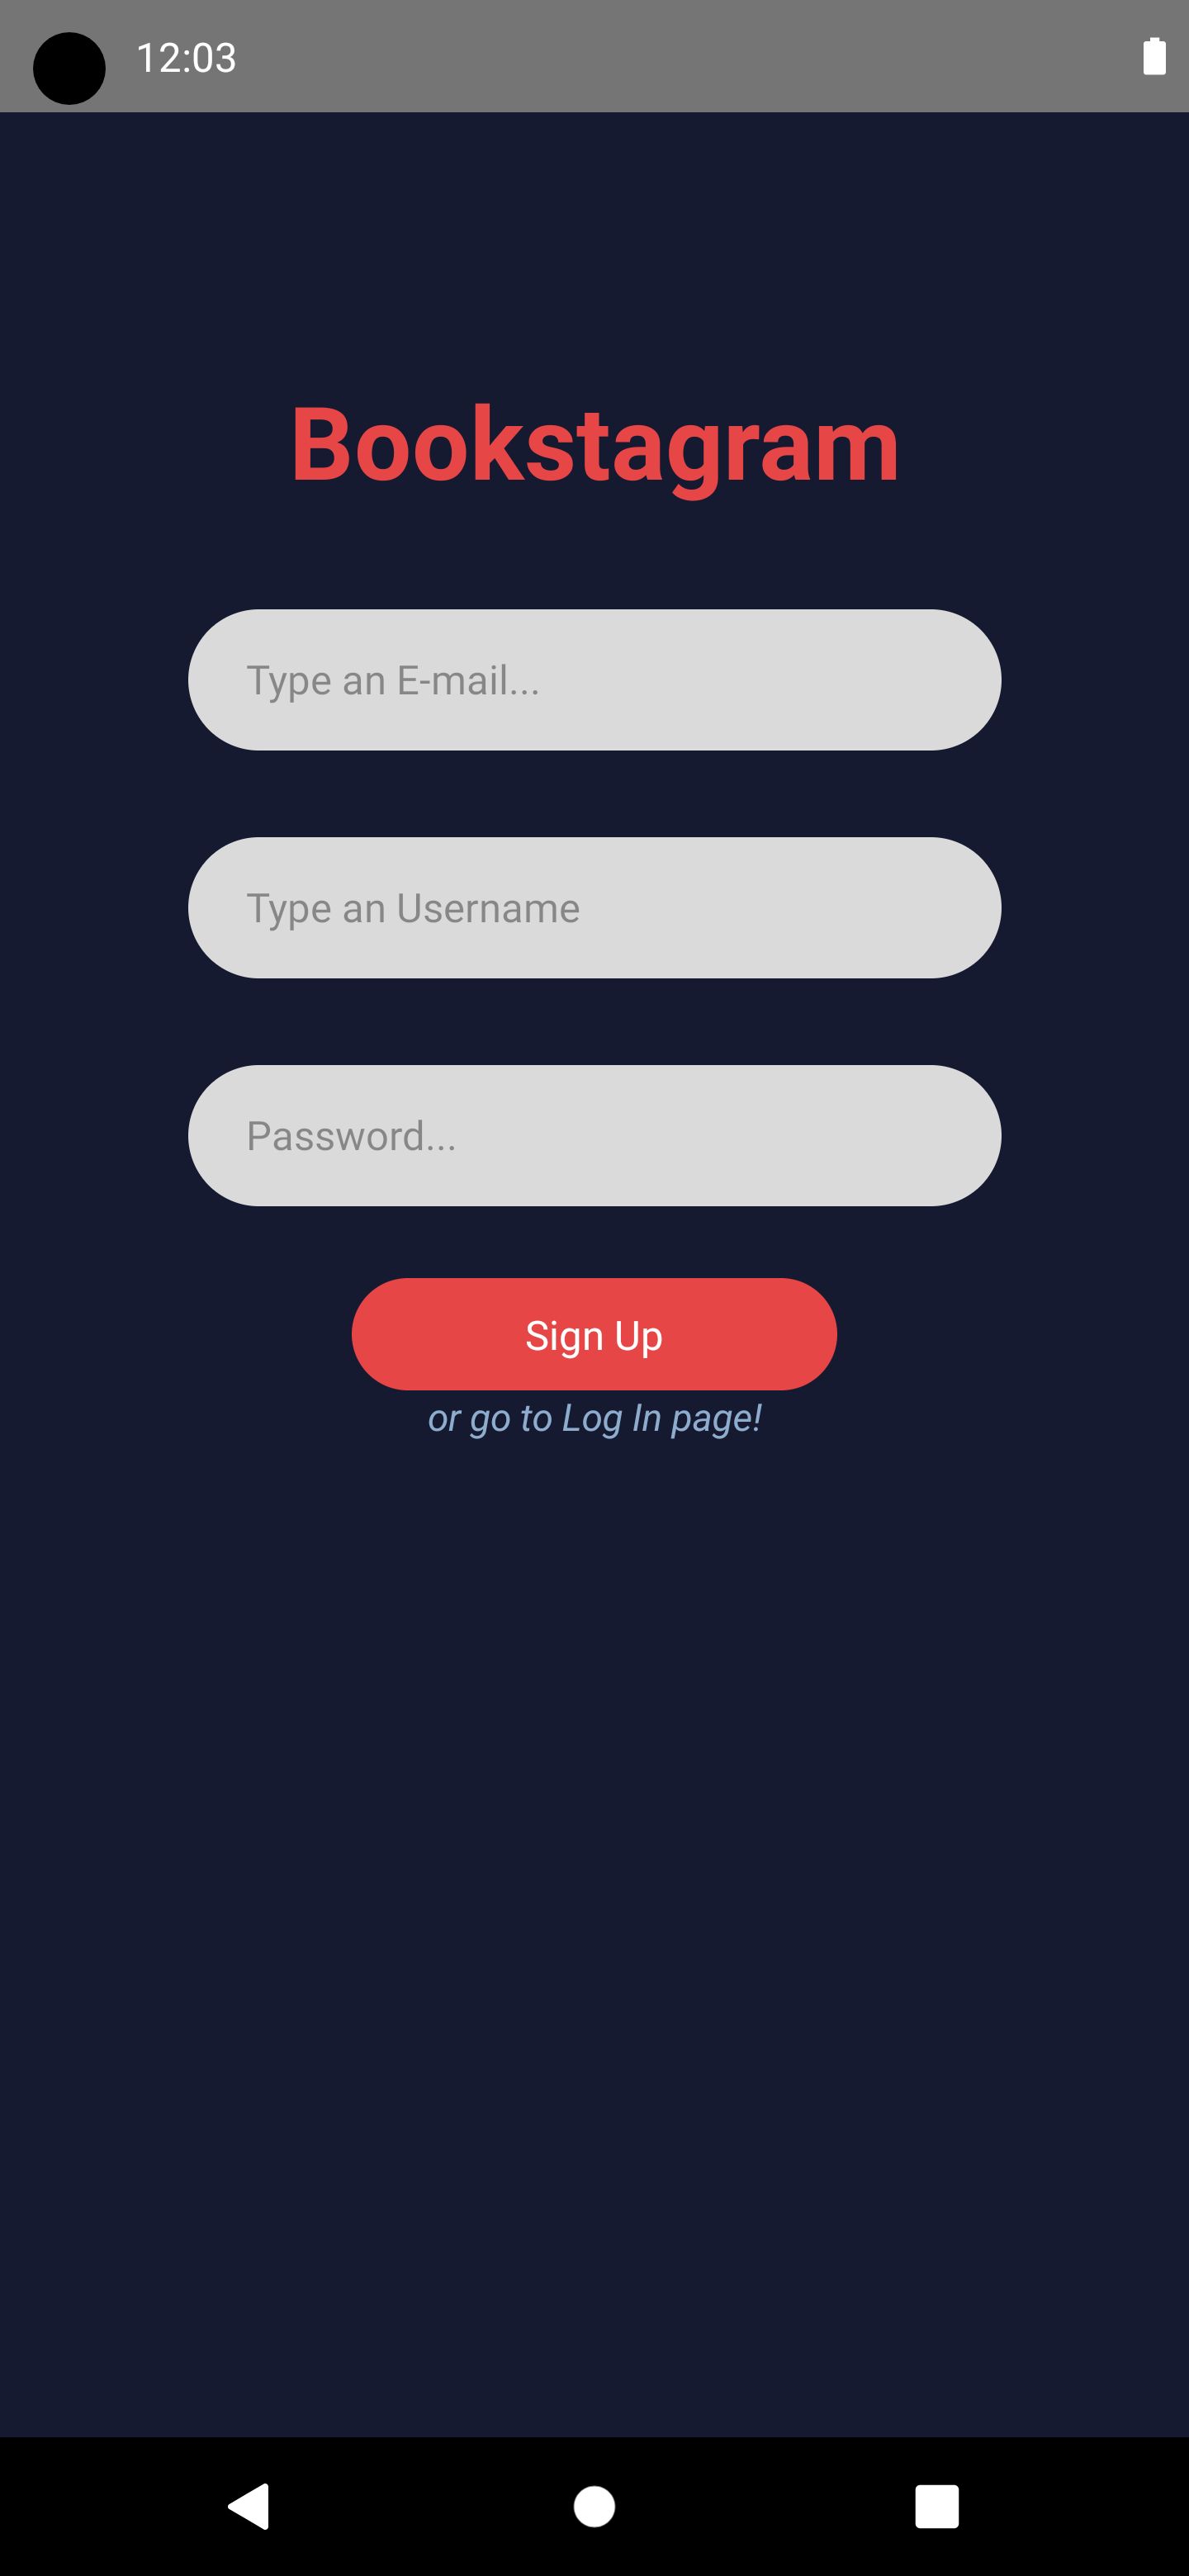 12:03
Bookstagram
Type an E-mail...
Type an Username
Password...
Sign Up
or go to Log In page!